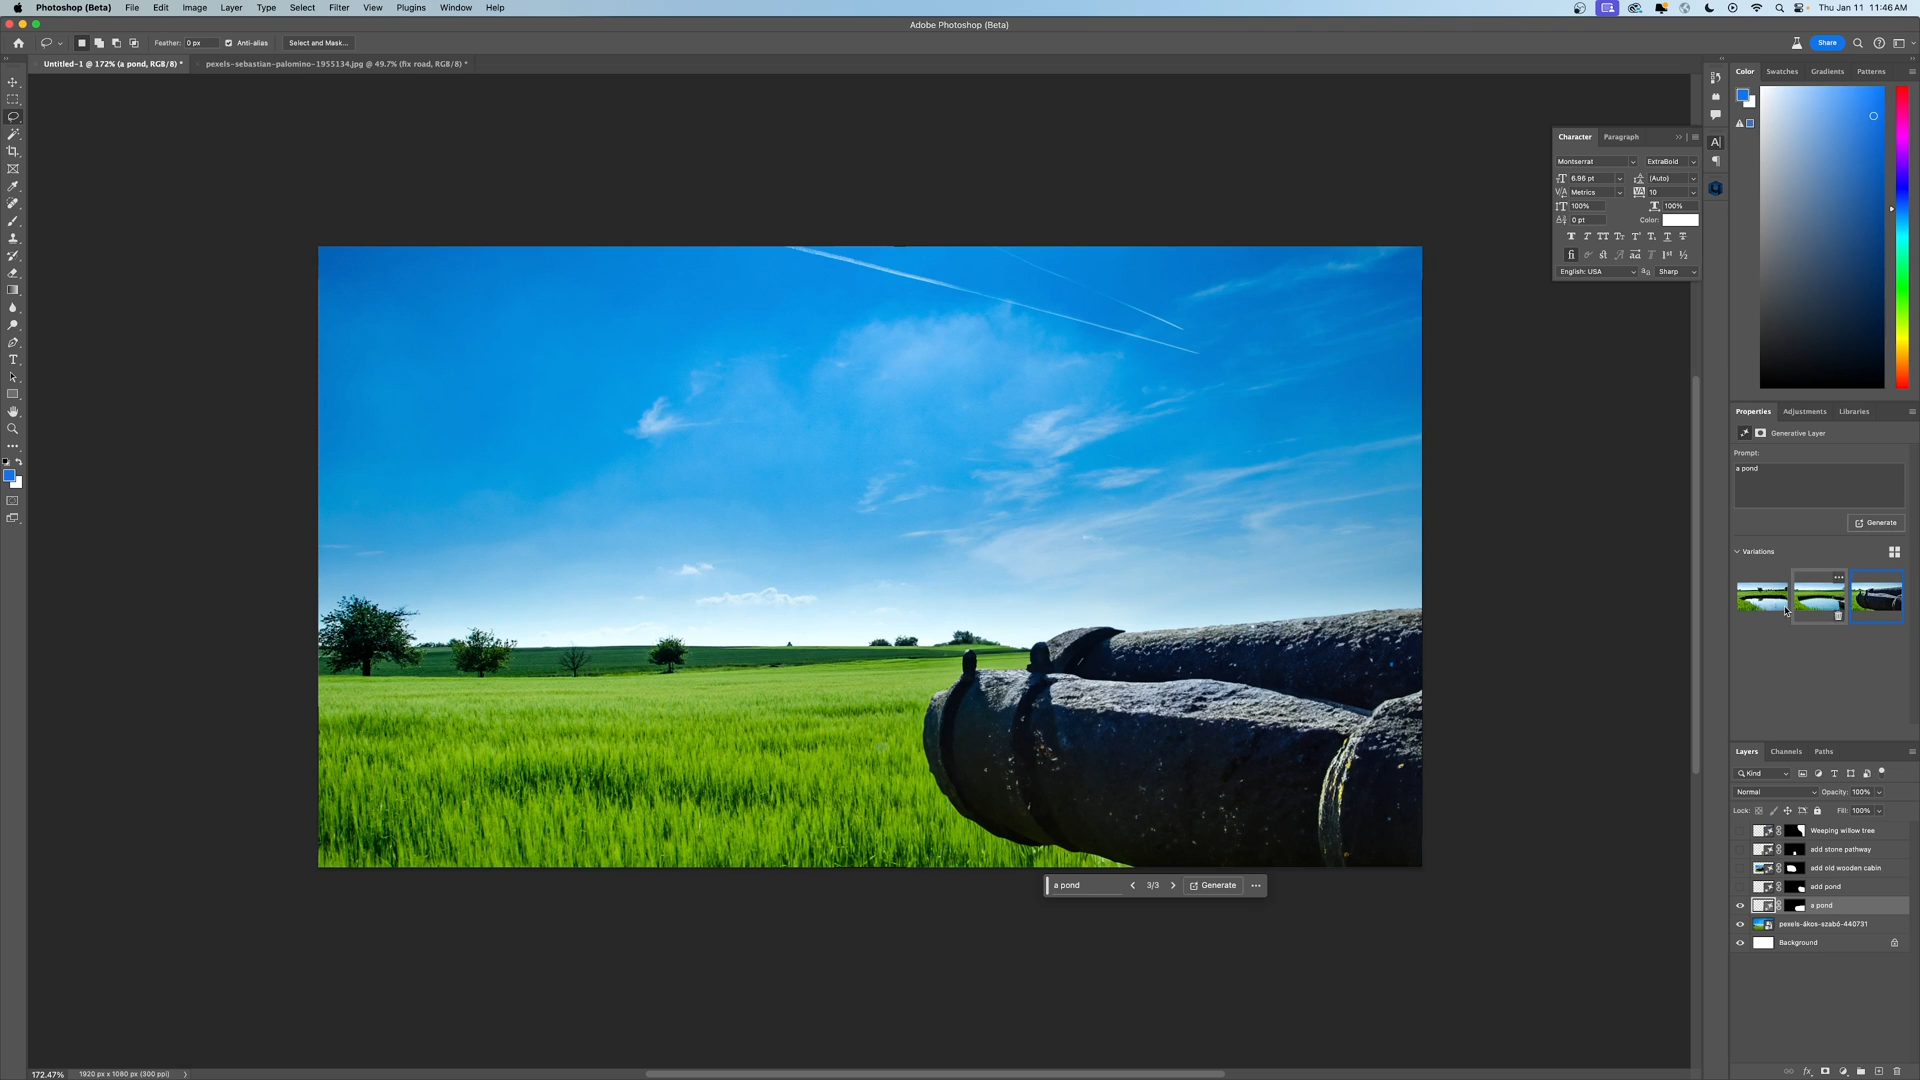 Photoshop (Beta) File Edit Image Layer Type Select Filter View Plugins Window Help Thu Jan 11 11:46 AM
Adobe Photoshop (Beta)
Feather: 0 px Anti-alias Select and Mask... Share
Untitled-1 @ 172% (a pond, RGB/8) * pexels-sebastian-palomino-1955134.jpg @ 49.7% (fix road, RGB/8) *
Color Swatches Gradients Patterns
Character Paragraph
Montserrat ExtraBold
6.96 pt (Auto)
Metrics 10
100% 100%
0 pt Color:
English: USA Sharp
Properties Adjustments Libraries
Generative Layer
Prompt:
a pond
Generate
Variations
Layers Channels Paths
Kind
Normal Opacity: 100%
Lock: Fill: 100%
Weeping willow tree
add stone pathway
add old wooden cabin
add pond
a pond
pexels-ákos-szabó-440731
Background
a pond 3/3 Generate ...
172.47% 1920 px x 1080 px (300 ppi)